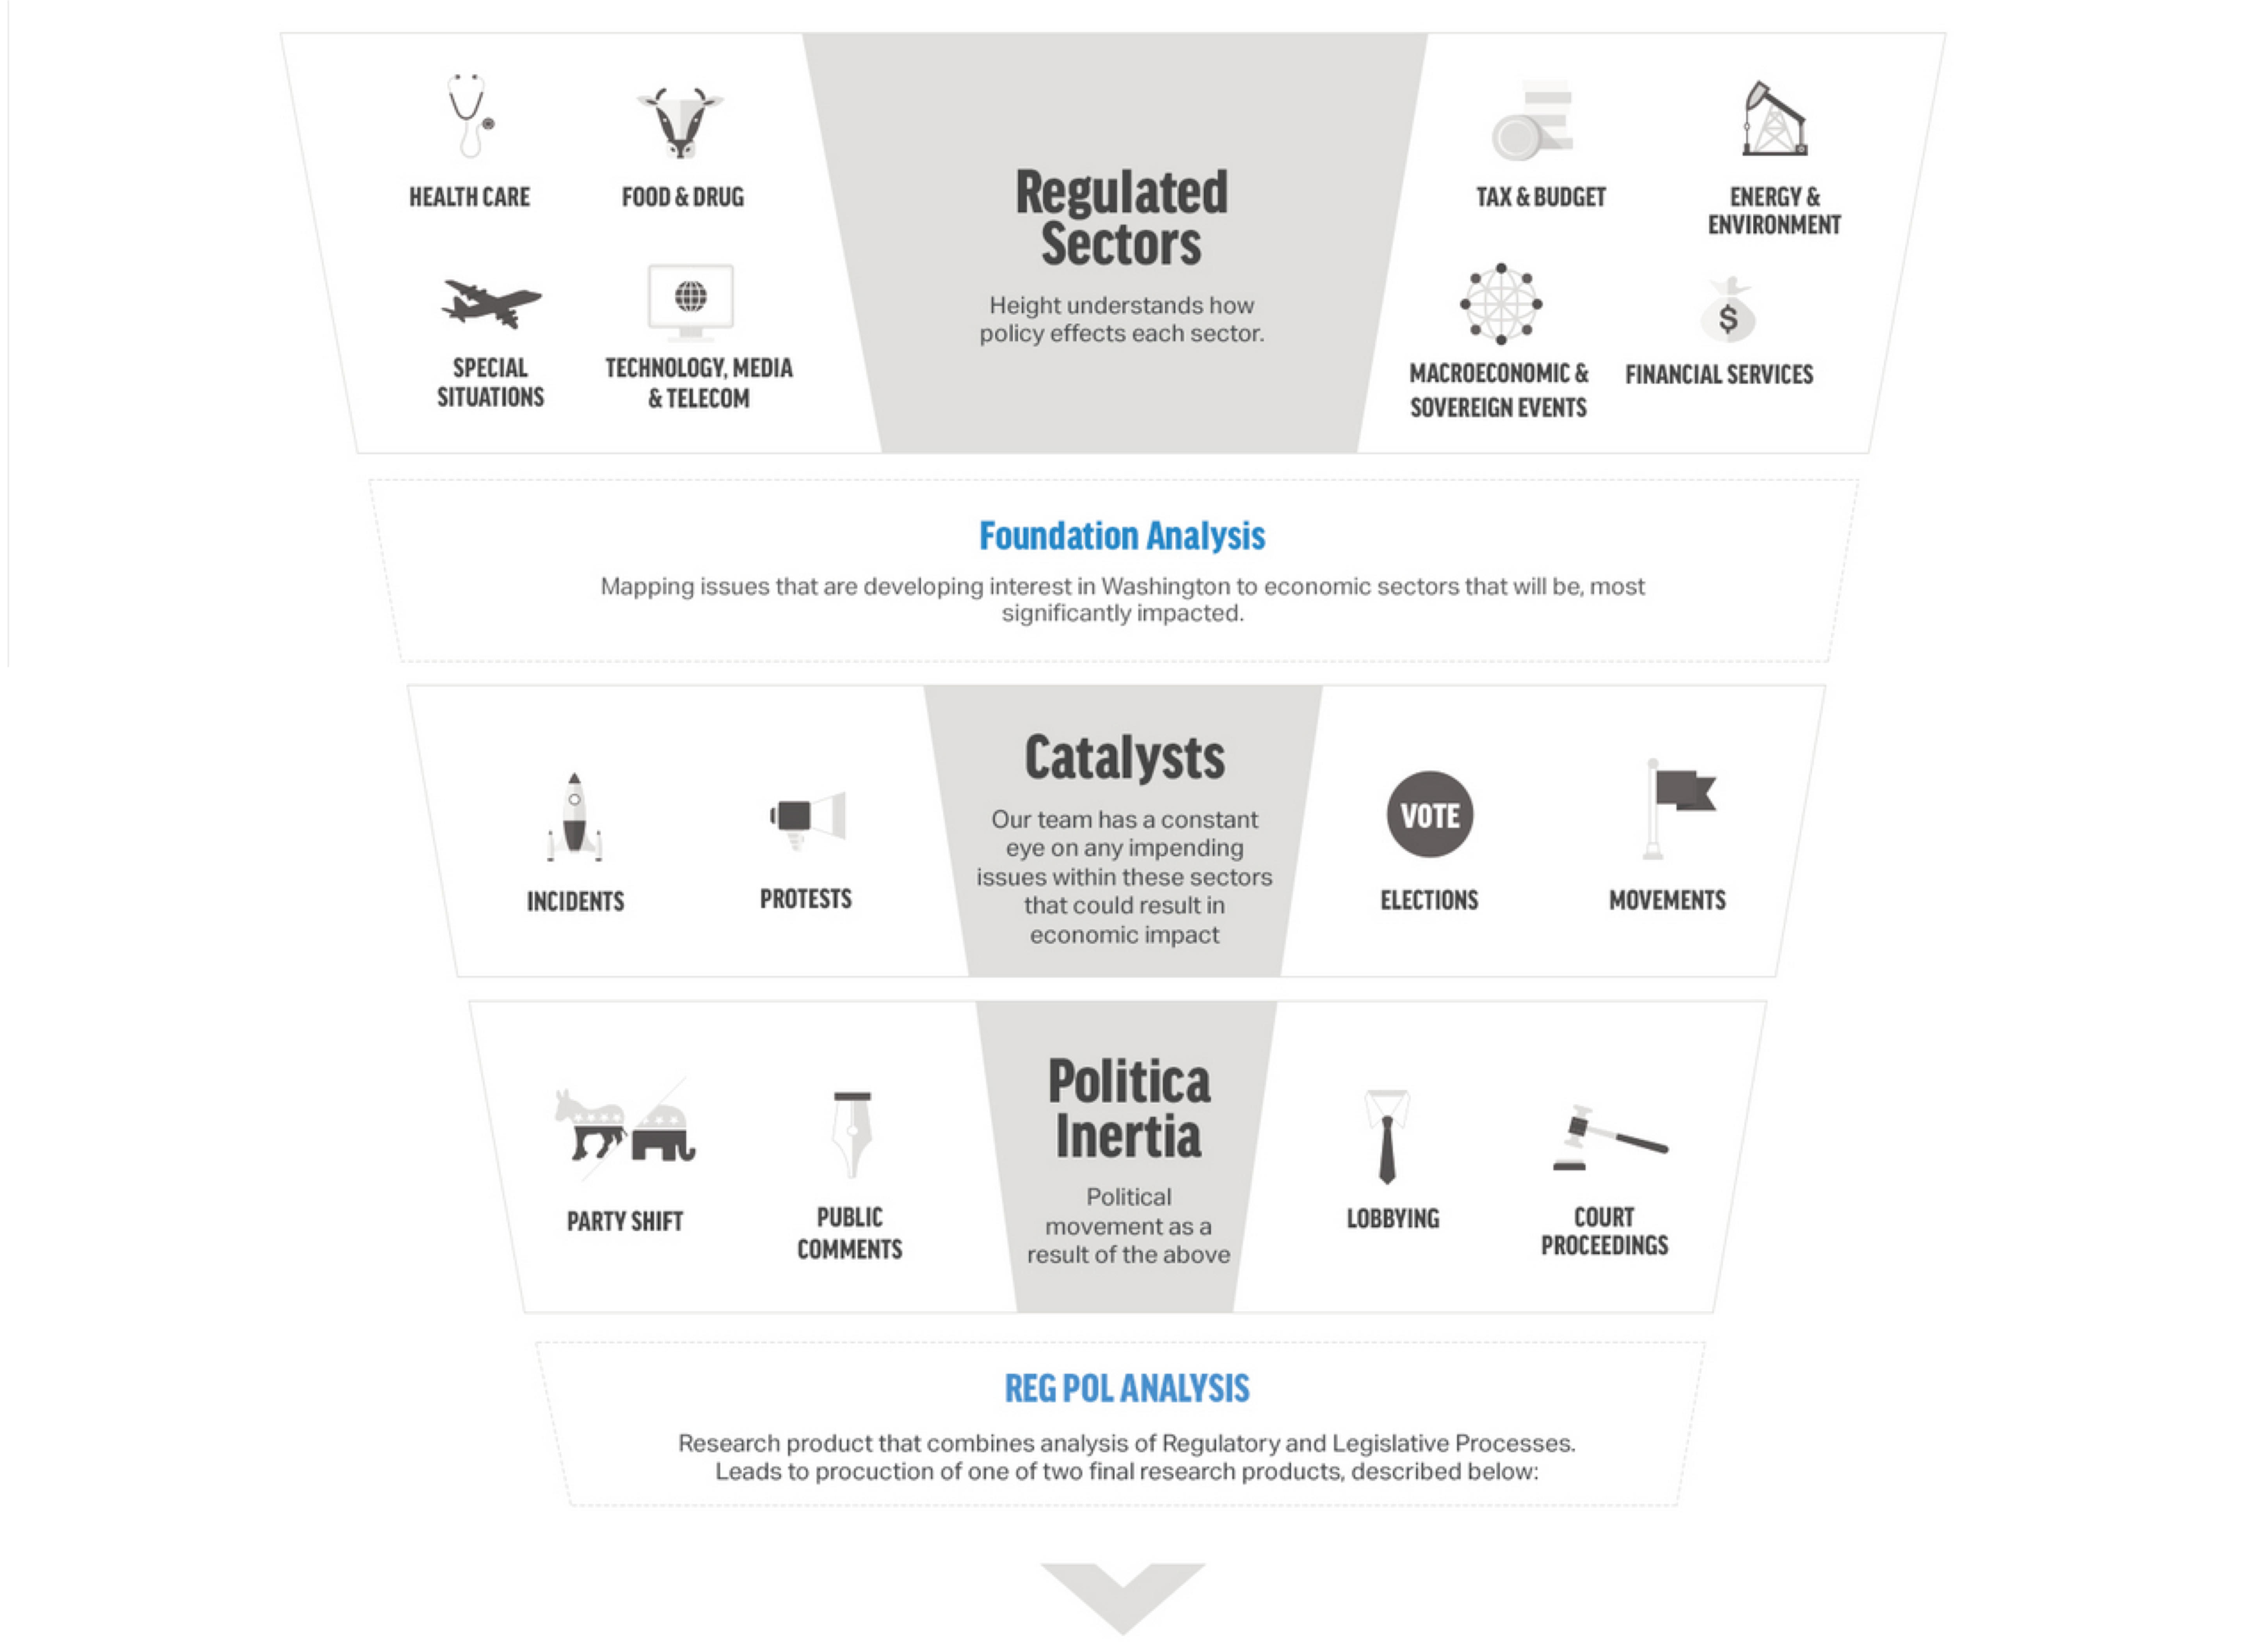 HEALTH CARE
FOOD & DRUG
SPECIAL
SITUATIONS
TECHNOLOGY, MEDIA
& TELECOM
Regulated
Sectors
Height understands how
policy effects each sector.
TAX & BUDGET
ENERGY &
ENVIRONMENT
MACROECONOMIC &
SOVEREIGN EVENTS
$
FINANCIAL SERVICES
Foundation Analysis
Mapping issues that are developing interest in Washington to economic sectors that will be, most
significantly impacted.
INCIDENTS
PROTESTS
Catalysts
Our team has a constant
eye on any impending
issues within these sectors
that could result in
economic impact
VOTE
ELECTIONS
MOVEMENTS
PARTY SHIFT
PUBLIC
COMMENTS
Politica
Inertia
Political
movement as a
result of the above
LOBBYING
COURT
PROCEEDINGS
REG POL ANALYSIS
Research product that combines analysis of Regulatory and Legislative Processes.
Leads to procuction of one of two final research products, described below: